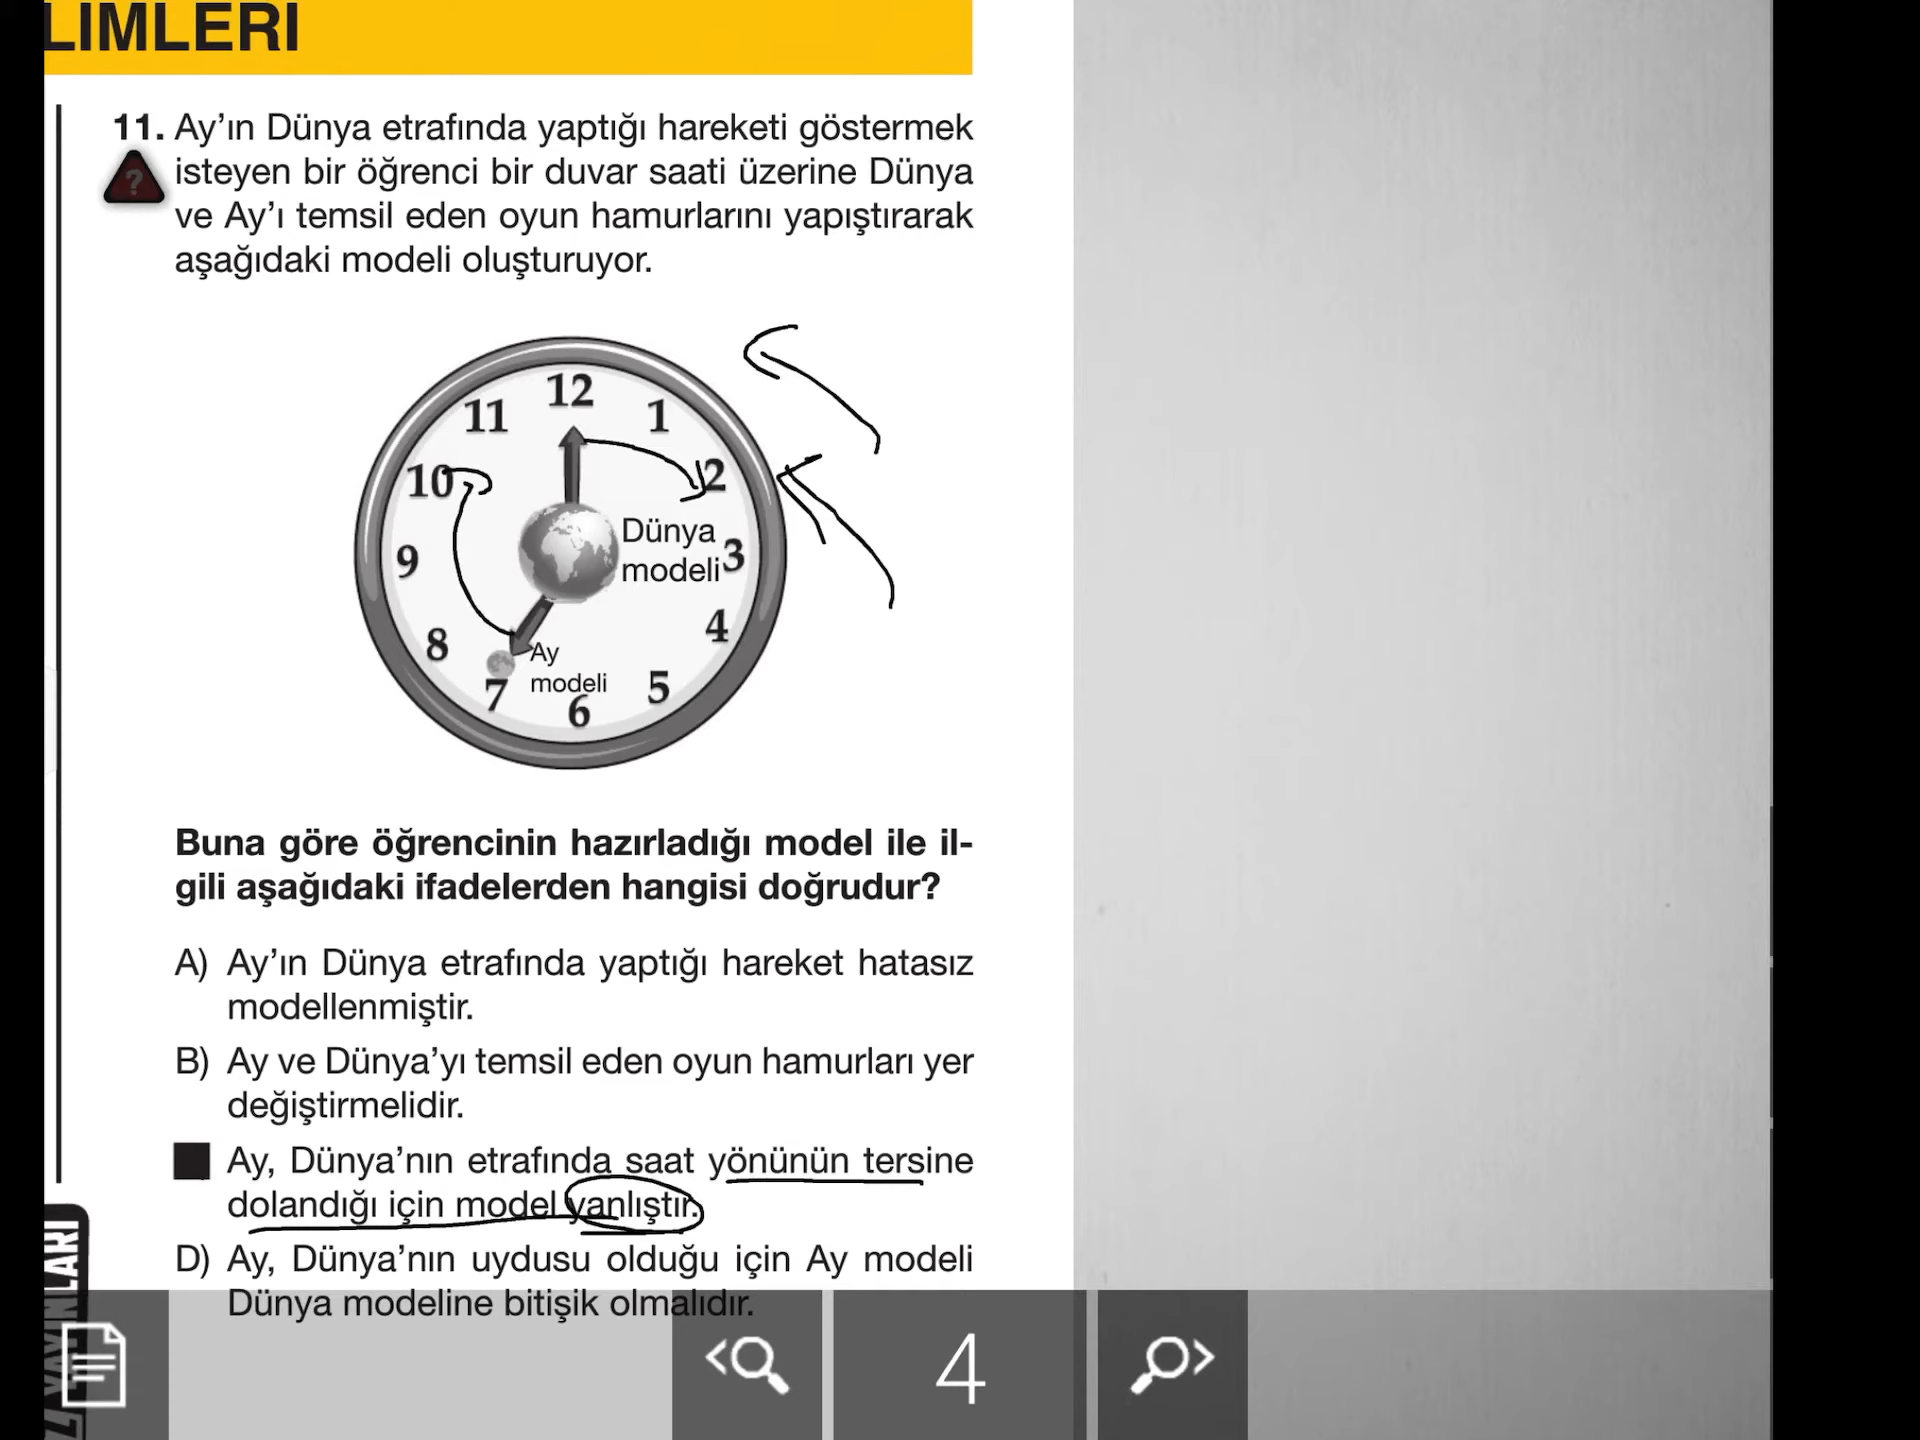 LİMLERİ
11. Ay’ın Dünya etrafında yaptığı hareketi göstermek
isteyen bir öğrenci bir duvar saati üzerine Dünya
ve Ay’ı temsil eden oyun hamurlarını yapıştırarak
aşağıdaki modeli oluşturuyor.
?
12
11
1
10
2
Dünya
modeli
9
3
8
4
Ay
modeli
7
5
6
Buna göre öğrencinin hazırladığı model ile il-
gili aşağıdaki ifadelerden hangisi doğrudur?
A) Ay’ın Dünya etrafında yaptığı hareket hatasız
modellenmiştir.
B) Ay ve Dünya’yı temsil eden oyun hamurları yer
değiştirmelidir.
Ay, Dünya’nın etrafında saat yönünün tersine
dolandığı için model yanlıştır.
D) Ay, Dünya’nın uydusu olduğu için Ay modeli
Dünya modeline bitişik olmalıdır.
YAYINLARI
4